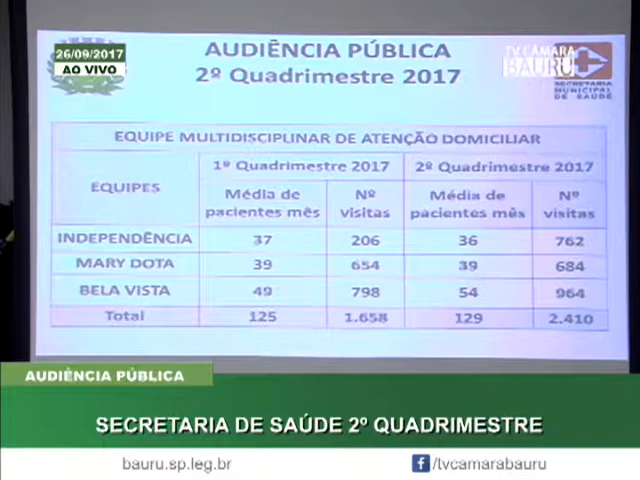 26/09/2017
AO VIVO
AUDIÊNCIA PÚBLICA
2º Quadrimestre 2017
TV CÂMARA
BAURU
SECRETARIA
MUNICIPAL
DE SAÚDE
EQUIPE MULTIDISCIPLINAR DE ATENÇÃO DOMICILIAR
EQUIPES 1º Quadrimestre 2017 2º Quadrimestre 2017
Média de pacientes mês Nº visitas Média de pacientes mês Nº visitas
INDEPENDÊNCIA 37 206 36 762
MARY DOTA 39 654 39 684
BELA VISTA 49 798 54 964
Total 125 1.658 129 2.410
AUDIÊNCIA PÚBLICA
SECRETARIA DE SAÚDE 2º QUADRIMESTRE
bauru.sp.leg.br f/tvcamarabauru